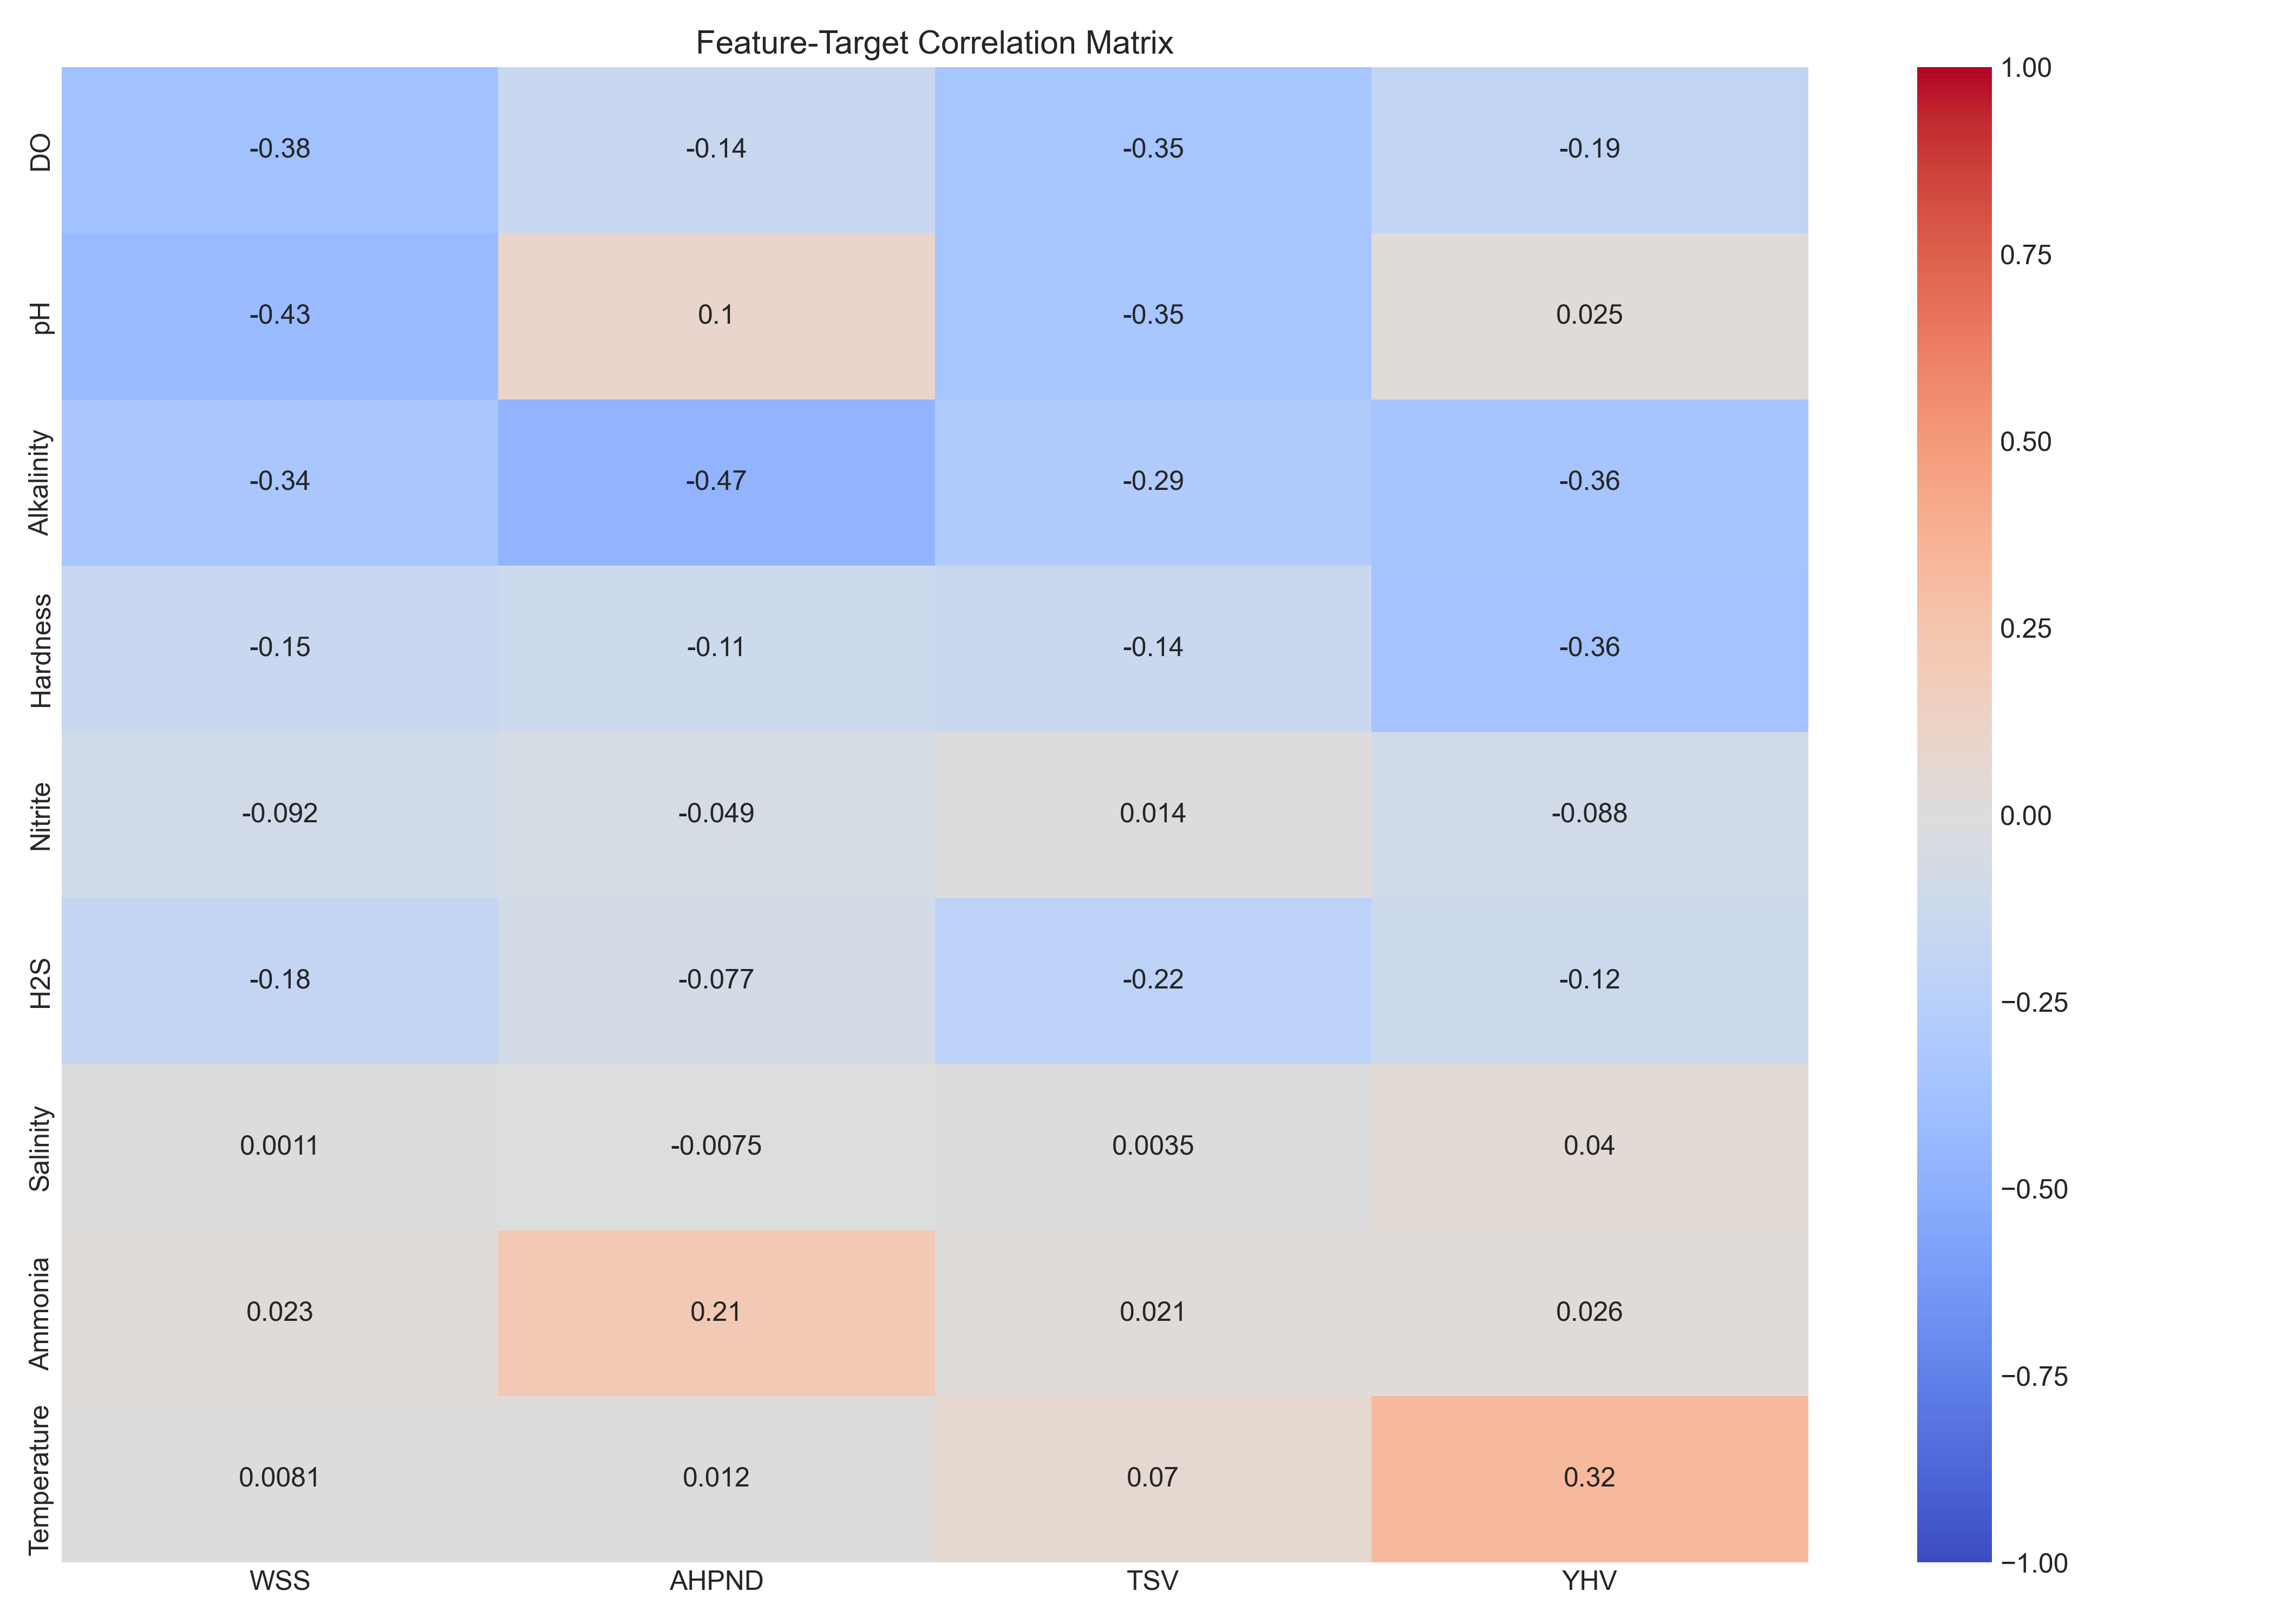 Feature-Target Correlation Matrix
DO -0.38 -0.14 -0.35 -0.19
pH -0.43 0.1 -0.35 0.025
Alkalinity -0.34 -0.47 -0.29 -0.36
Hardness -0.15 -0.11 -0.14 -0.36
Nitrite -0.092 -0.049 0.014 -0.088
H2S -0.18 -0.077 -0.22 -0.12
Salinity 0.0011 -0.0075 0.0035 0.04
Ammonia 0.023 0.21 0.021 0.026
Temperature 0.0081 0.012 0.07 0.32
WSS AHPND TSV YHV
1.00
0.75
0.50
0.25
0.00
−0.25
−0.50
−0.75
−1.00